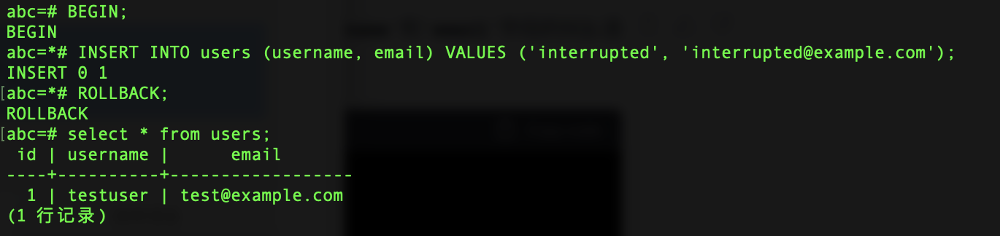 abc=# BEGIN;
BEGIN
abc=*# INSERT INTO users (username, email) VALUES ('interrupted', 'interrupted@example.com');
INSERT 0 1
[abc=*# ROLLBACK;
ROLLBACK
[abc=# select * from users;
 id | username |      email
----+----------+------------------
  1 | testuser | test@example.com
(1 行记录)